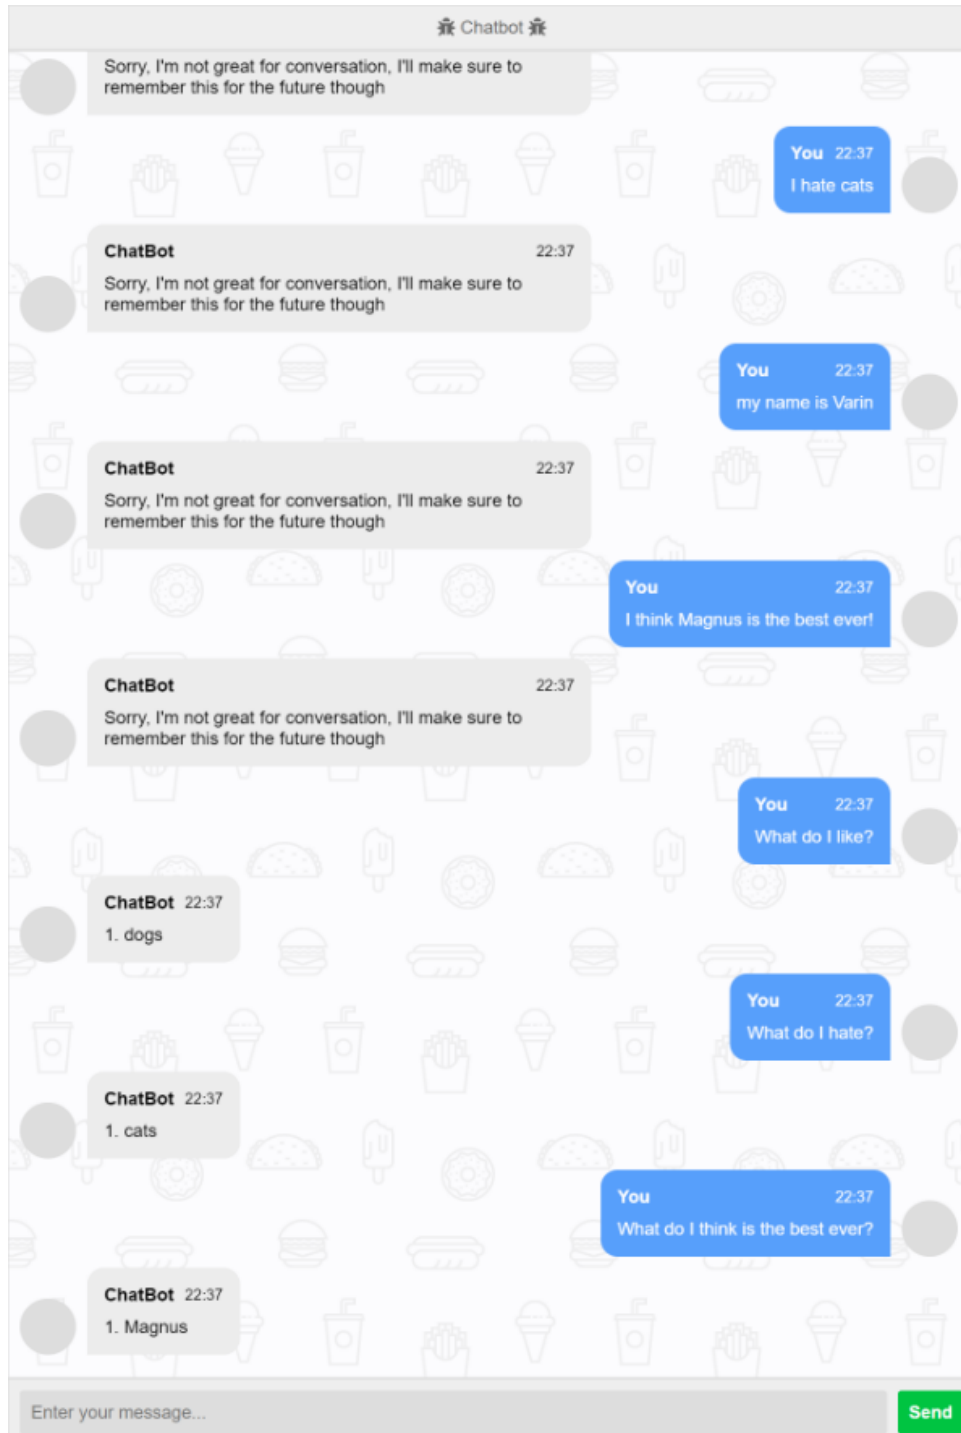 Chatbot
Sorry, I'm not great for conversation, I'll make sure to
remember this for the future though
You 22:37
I hate cats
ChatBot 22:37
Sorry, I'm not great for conversation, I'll make sure to
remember this for the future though
You 22:37
my name is Varin
ChatBot 22:37
Sorry, I'm not great for conversation, I'll make sure to
remember this for the future though
You 22:37
I think Magnus is the best ever!
ChatBot 22:37
Sorry, I'm not great for conversation, I'll make sure to
remember this for the future though
You 22:37
What do I like?
ChatBot 22:37
1. dogs
You 22:37
What do I hate?
ChatBot 22:37
1. cats
You 22:37
What do I think is the best ever?
ChatBot 22:37
1. Magnus
Enter your message...
Send